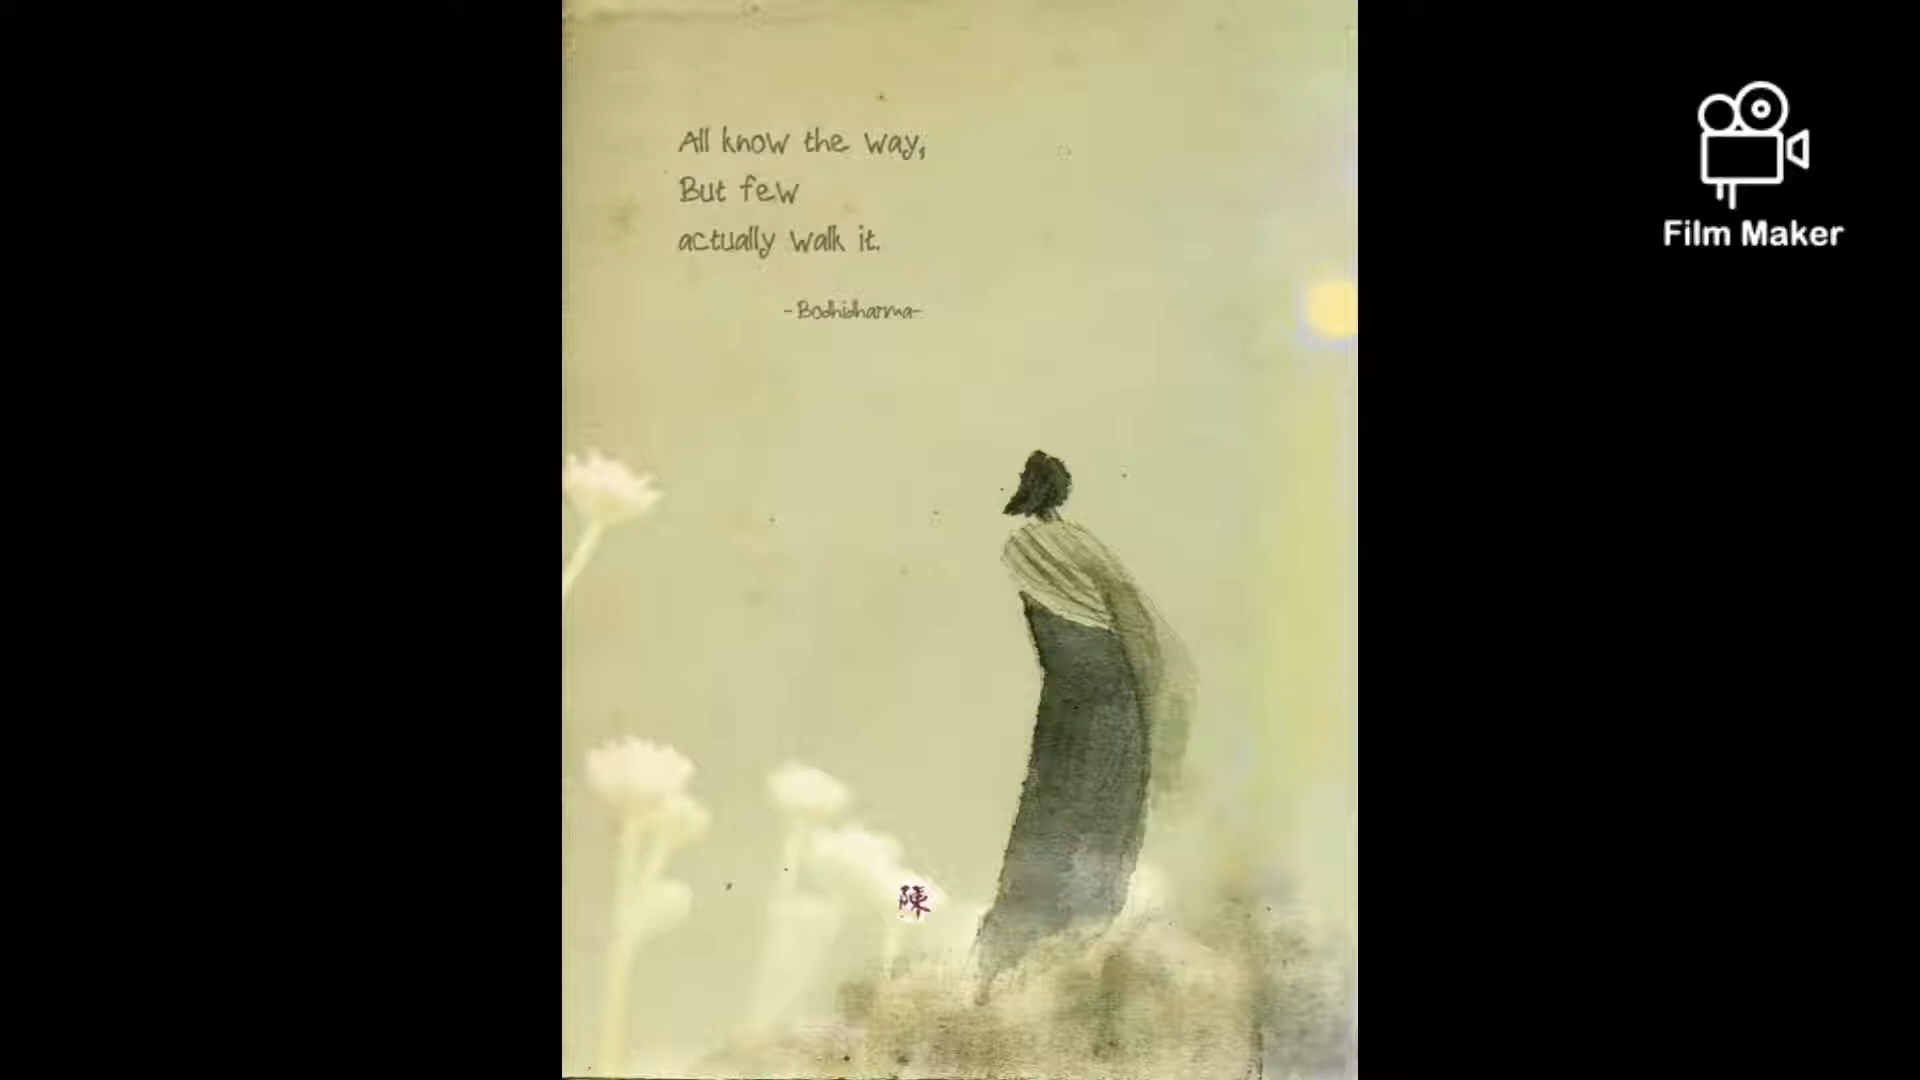 All know the way,
But few
actually walk it.
-Bodhidharma-
陳
Film Maker